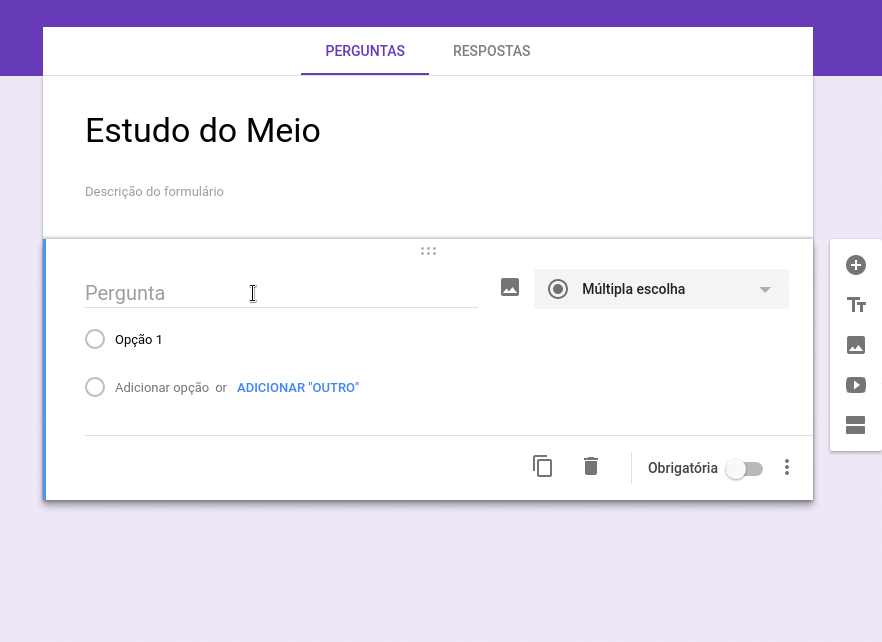 PERGUNTAS RESPOSTAS
Estudo do Meio
Descrição do formulário
Pergunta Múltipla escolha
Opção 1
Adicionar opção or ADICIONAR "OUTRO"
Obrigatória